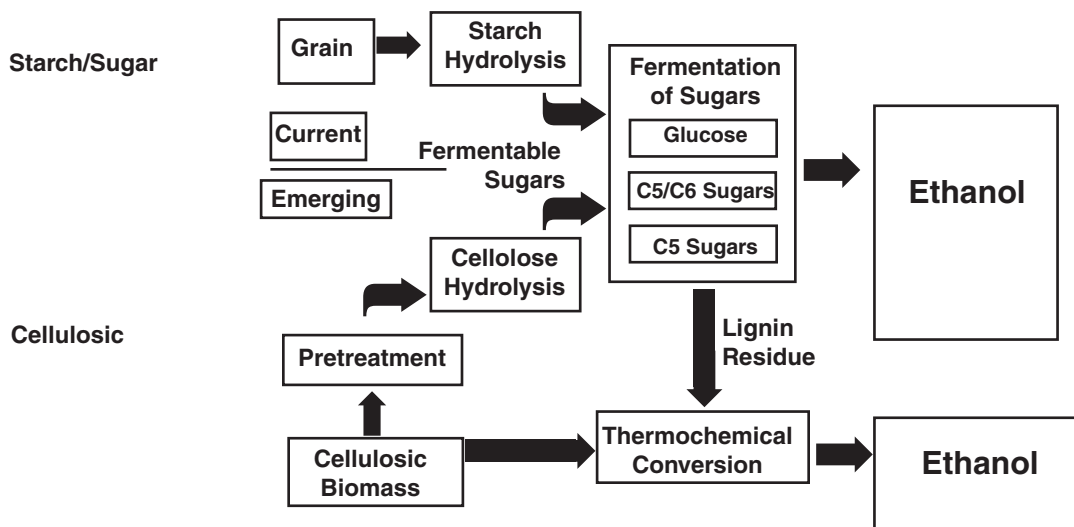 Starch/Sugar
Grain
Starch
Hydrolysis
Fermentation
of Sugars
Glucose
C5/C6 Sugars
C5 Sugars
Current
Emerging
Fermentable
Sugars
Ethanol
Cellolose
Hydrolysis
Cellulosic
Pretreatment
Lignin
Residue
Cellulosic
Biomass
Thermochemical
Conversion
Ethanol